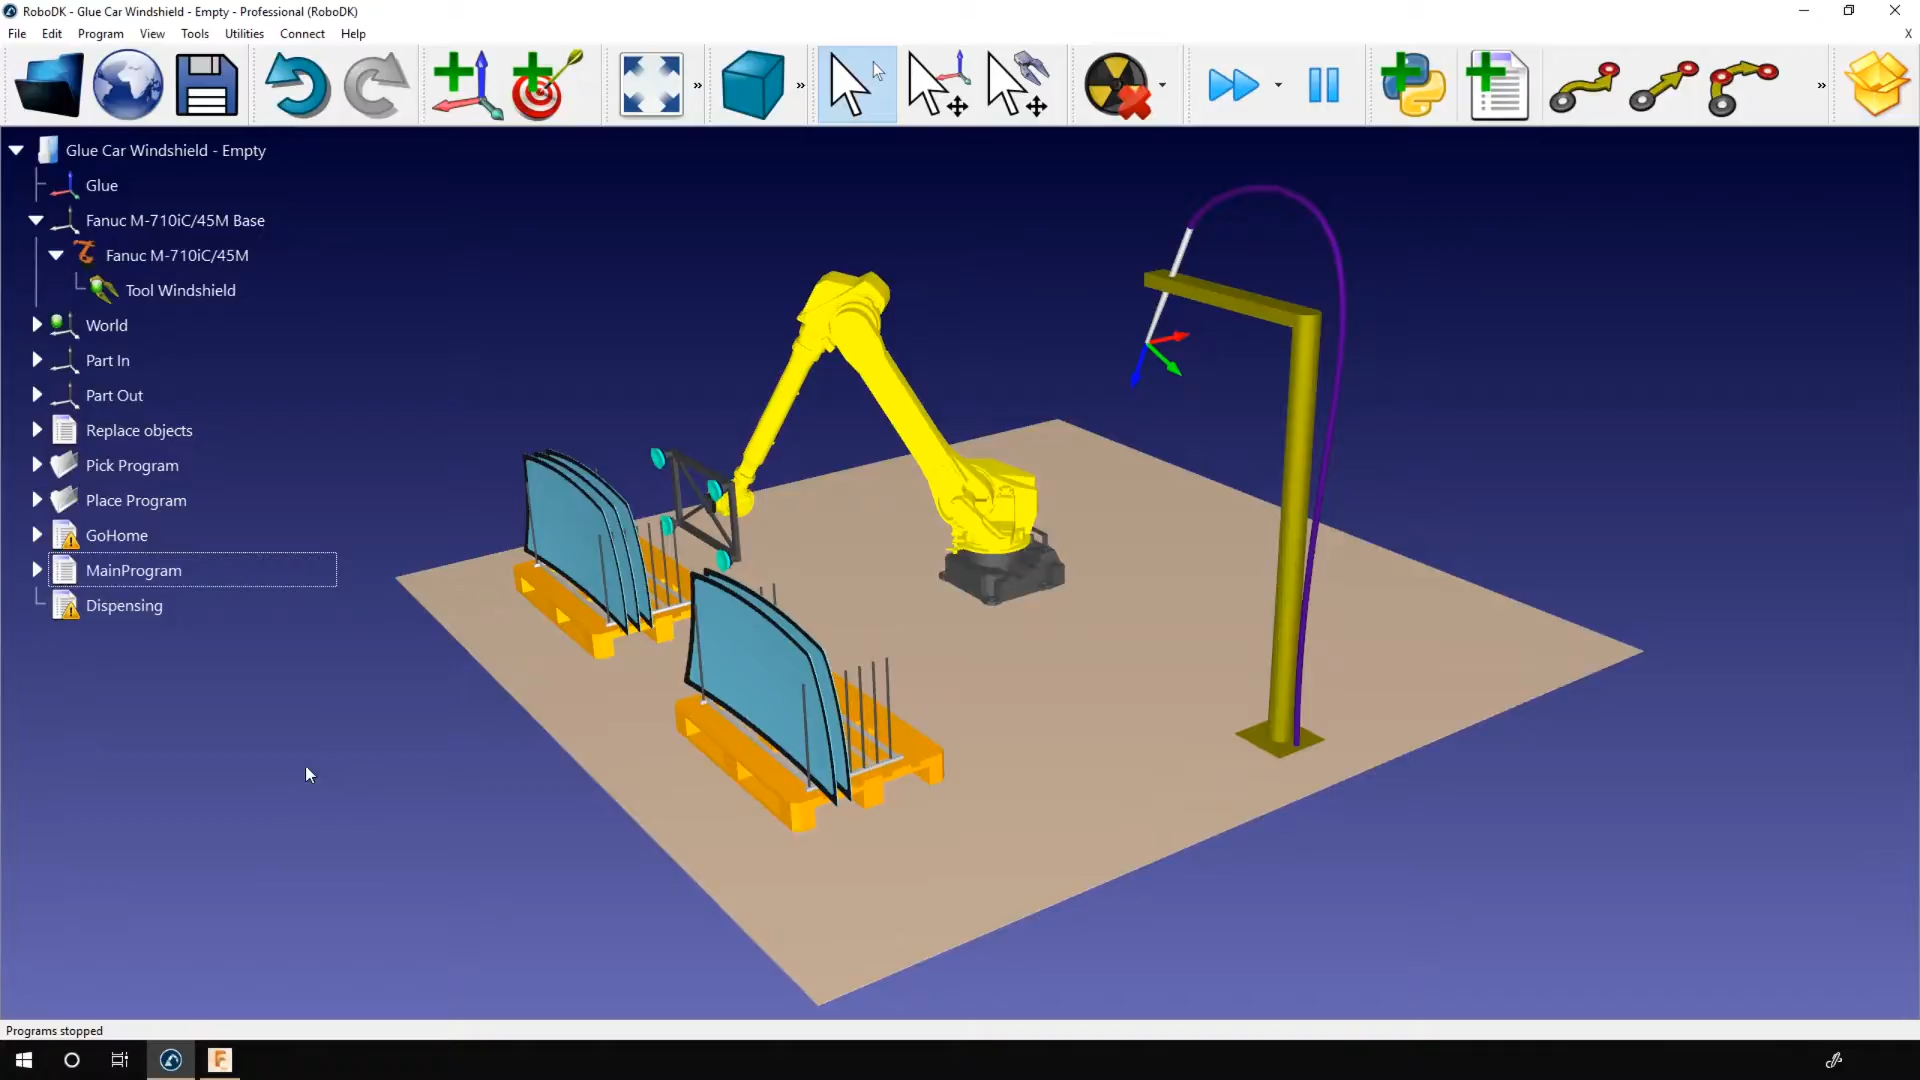 RoboDK - Glue Car Windshield - Empty - Professional (RoboDK)
File Edit Program View Tools Utilities Connect Help X
» » »
Glue Car Windshield - Empty
Glue
Fanuc M-710iC/45M Base
Fanuc M-710iC/45M
Tool Windshield
World
Part In
Part Out
Replace objects
Pick Program
Place Program
GoHome
MainProgram
Dispensing
Programs stopped
F